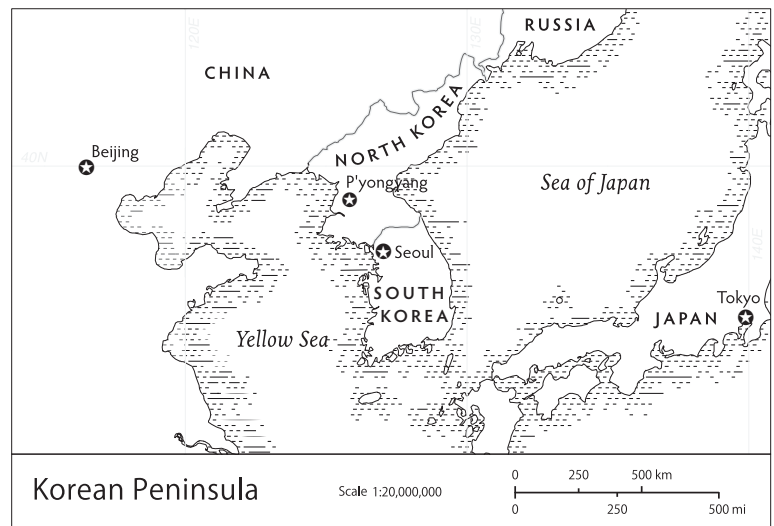 120E
130E
RUSSIA
CHINA
NORTH KOREA
Beijing
40N
P'yongyang
Sea of Japan
Seoul
140E
SOUTH
KOREA
Tokyo
JAPAN
Yellow Sea
Korean Peninsula
Scale 1:20,000,000
0 250 500 km
0 250 500 mi